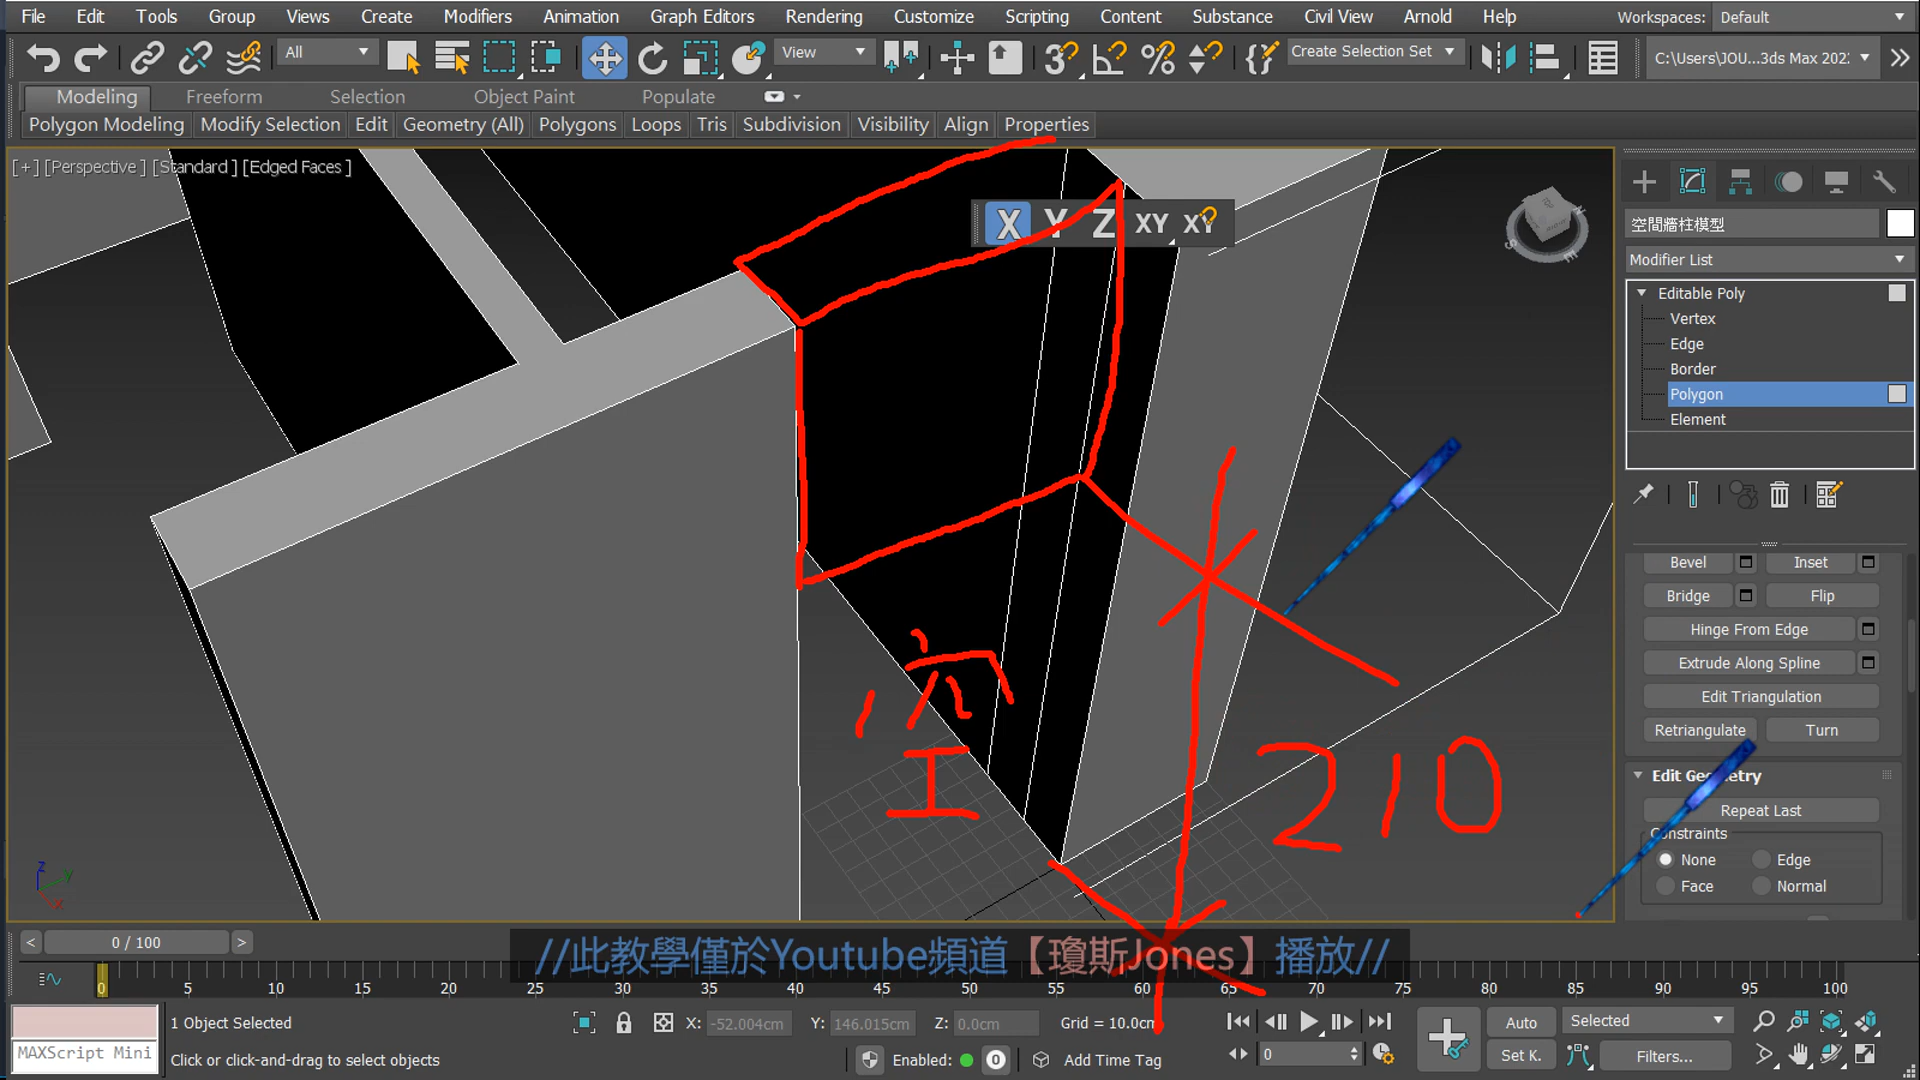 File Edit Tools Group Views Create Modifiers Animation Graph Editors Rendering Customize Scripting Content Substance Civil View Arnold Help Workspaces: Default
All View Create Selection Set C:\Users\JOU...3ds Max 202
Modeling Freeform Selection Object Paint Populate
Polygon Modeling Modify Selection Edit Geometry (All) Polygons Loops Tris Subdivision Visibility Align Properties
[+] [Perspective] [Standard] [Edged Faces]
X Y Z XY XY
空間牆柱模型
Modifier List
Editable Poly
Vertex
Edge
Border
Polygon
Element
Bevel Inset
Bridge Flip
Hinge From Edge
Extrude Along Spline
Edit Triangulation
Retriangulate Turn
Edit Geometry
Repeat Last
Constraints
None Edge
Face Normal
210
z y x
< 0 / 100 >
//此教學僅於Youtube頻道【瓊斯Jones】播放//
0 5 10 15 20 25 30 35 40 45 50 55 60 65 70 75 80 85 90 95 100
1 Object Selected X: -52.004cm Y: 146.015cm Z: 0.0cm Grid = 10.0cm Auto Selected
MAXScript Mini Click or click-and-drag to select objects Enabled: 0 Add Time Tag 0 Set K. Filters...